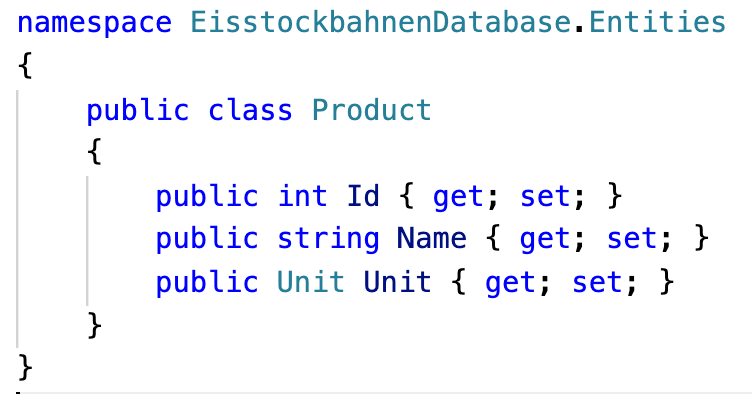 namespace EisstockbahnenDatabase.Entities
{
    public class Product
    {
        public int Id { get; set; }
        public string Name { get; set; }
        public Unit Unit { get; set; }
    }
}